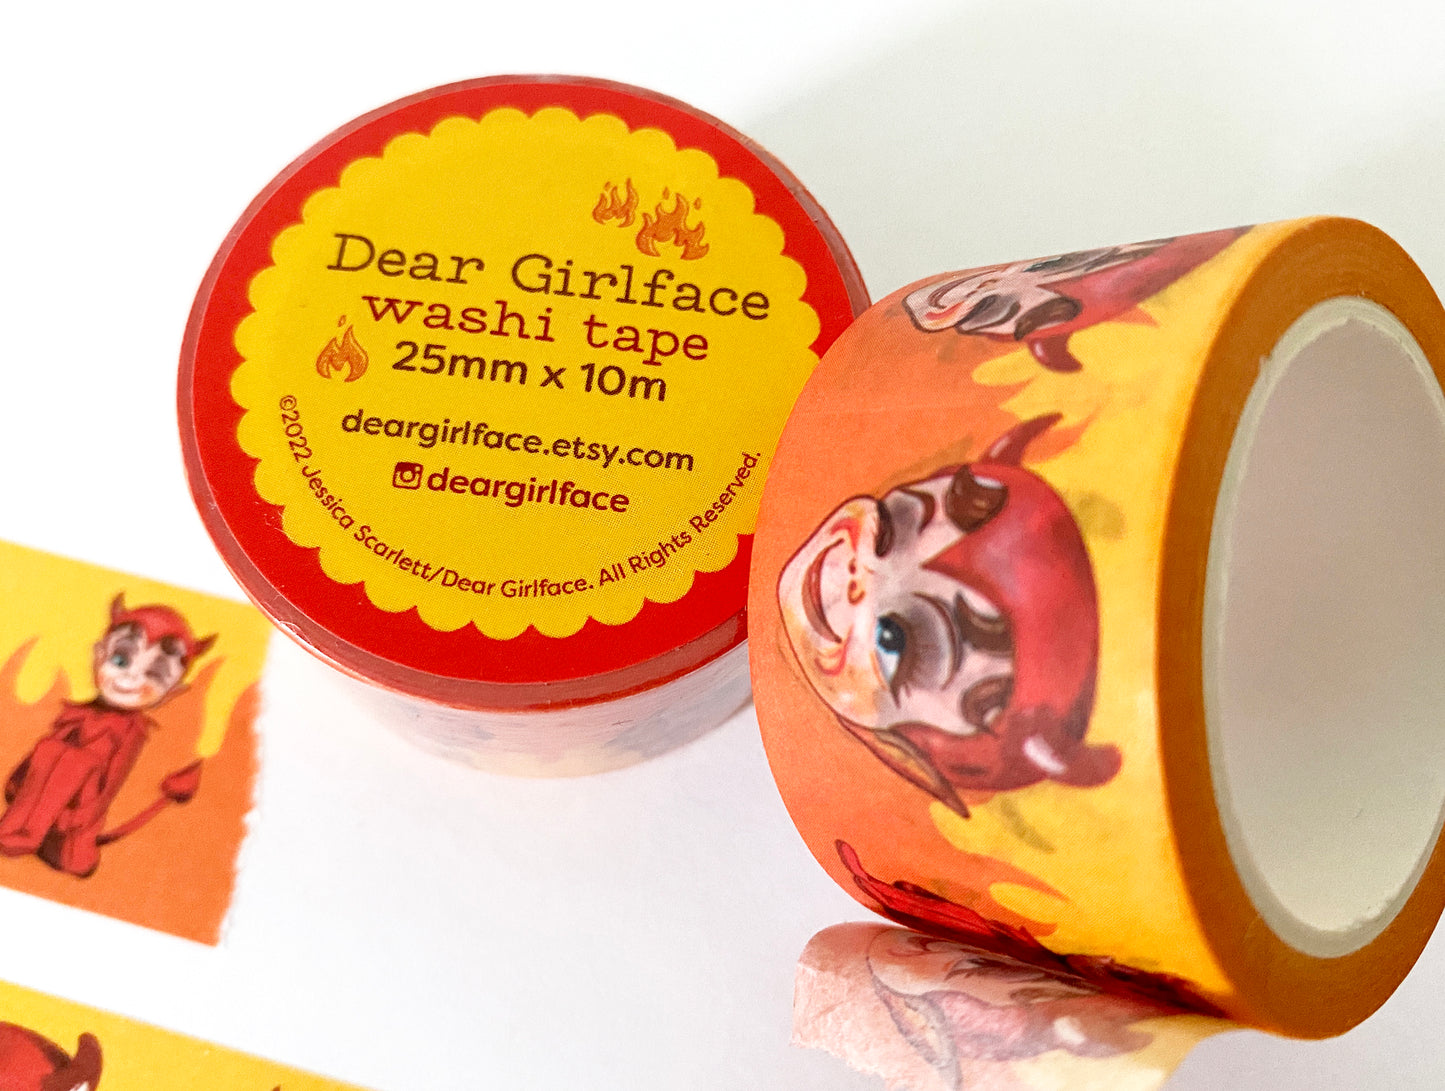 Dear Girlface
washi tape
25mm x 10m
deargirlface.etsy.com
deargirlface
©2022 Jessica Scarlett/Dear Girlface. All Rights Reserved.